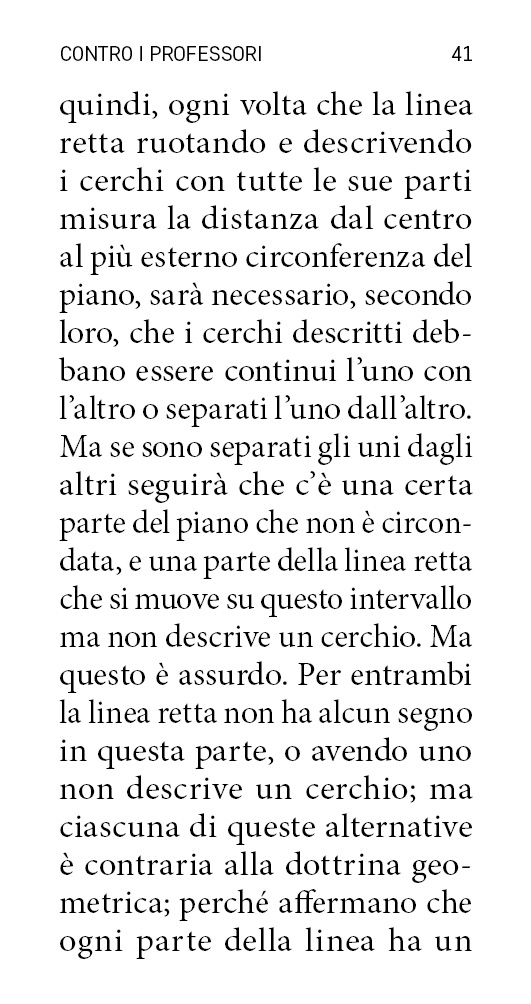 CONTRO I PROFESSORI 41
quindi, ogni volta che la linea
retta ruotando e descrivendo
i cerchi con tutte le sue parti
misura la distanza dal centro
al più esterno circonferenza del
piano, sarà necessario, secondo
loro, che i cerchi descritti deb-
bano essere continui l’uno con
l’altro o separati l’uno dall’altro.
Ma se sono separati gli uni dagli
altri seguirà che c’è una certa
parte del piano che non è circon-
data, e una parte della linea retta
che si muove su questo intervallo
ma non descrive un cerchio. Ma
questo è assurdo. Per entrambi
la linea retta non ha alcun segno
in questa parte, o avendo uno
non descrive un cerchio; ma
ciascuna di queste alternative
è contraria alla dottrina geo-
metrica; perché affermano che
ogni parte della linea ha un